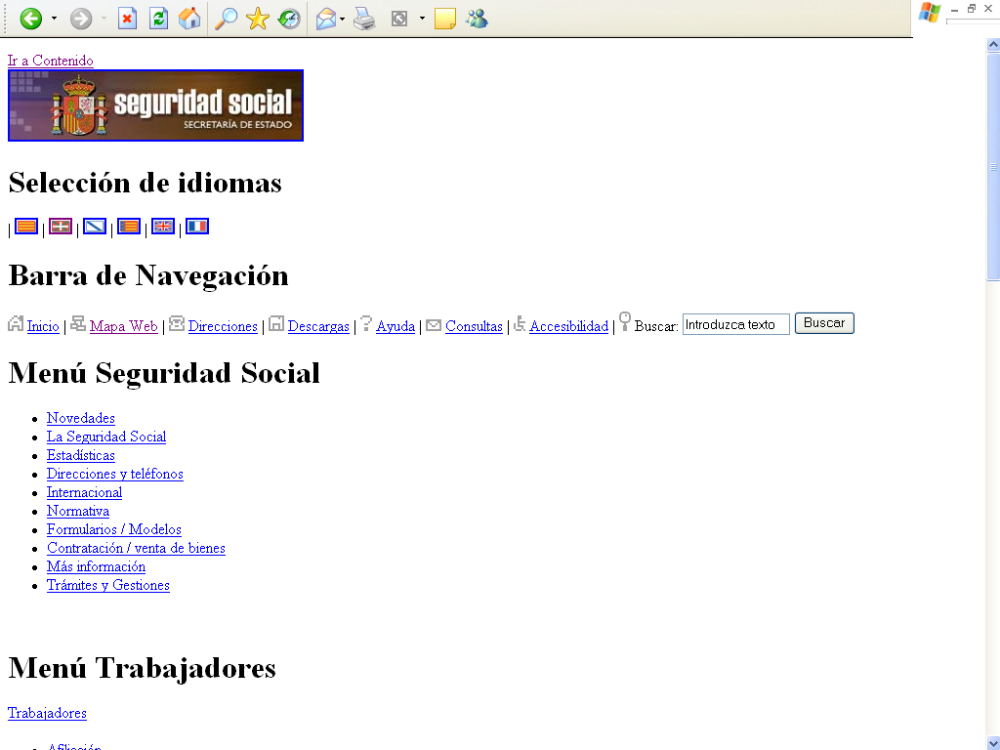 Ir a Contenido
seguridad social
SECRETARÍA DE ESTADO
Selección de idiomas
| | | | | |
Barra de Navegación
Inicio | Mapa Web | Direcciones | Descargas | Ayuda | Consultas | Accesibilidad | Buscar: Introduzca texto Buscar
Menú Seguridad Social
Novedades
La Seguridad Social
Estadísticas
Direcciones y teléfonos
Internacional
Normativa
Formularios / Modelos
Contratación / venta de bienes
Más información
Trámites y Gestiones
Menú Trabajadores
Trabajadores
Afiliación